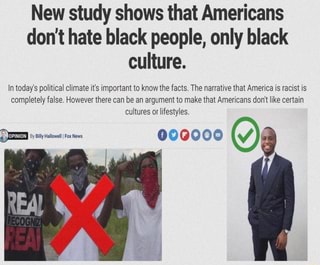 New study shows that Americans
don't hate black people, only black
culture.
In today's political climate it's important to know the facts. The narrative that America is racist is
completely false. However there can be an argument to make that Americans don't like certain
cultures or lifestyles.
OPINION By Billy Hallowell | Fox News
REAL
RECOGNIZE
REAL